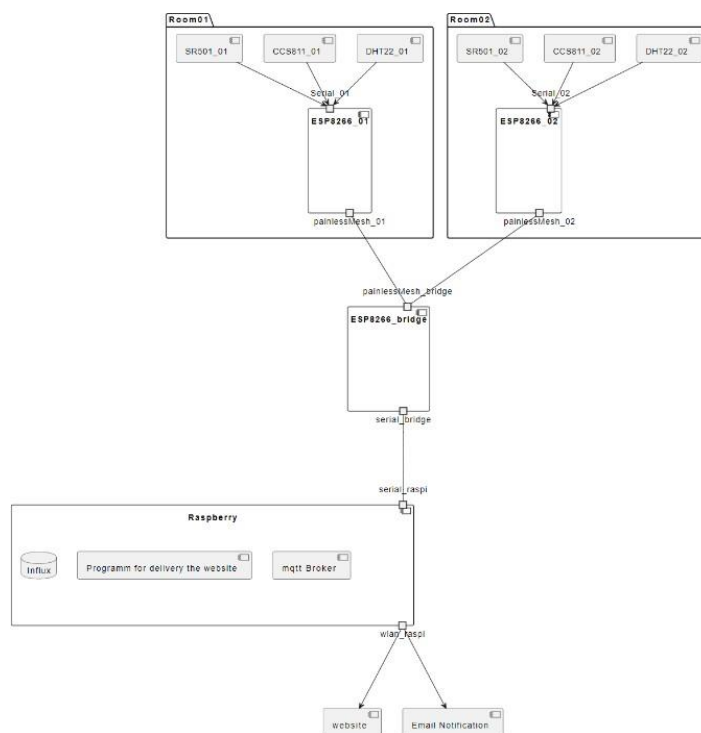 Room01
Room02
SR501_01
CCS811_01
DHT22_01
SR501_02
CCS811_02
DHT22_02
Serial_01
Serial_02
ESP8266_01
ESP8266_02
painlessMesh_01
painlessMesh_02
painlessMesh_bridge
ESP8266_bridge
serial_bridge
serial_raspi
Raspberry
Influx
Programm for delivery the website
mqtt Broker
wlan_raspi
website
Email Notification